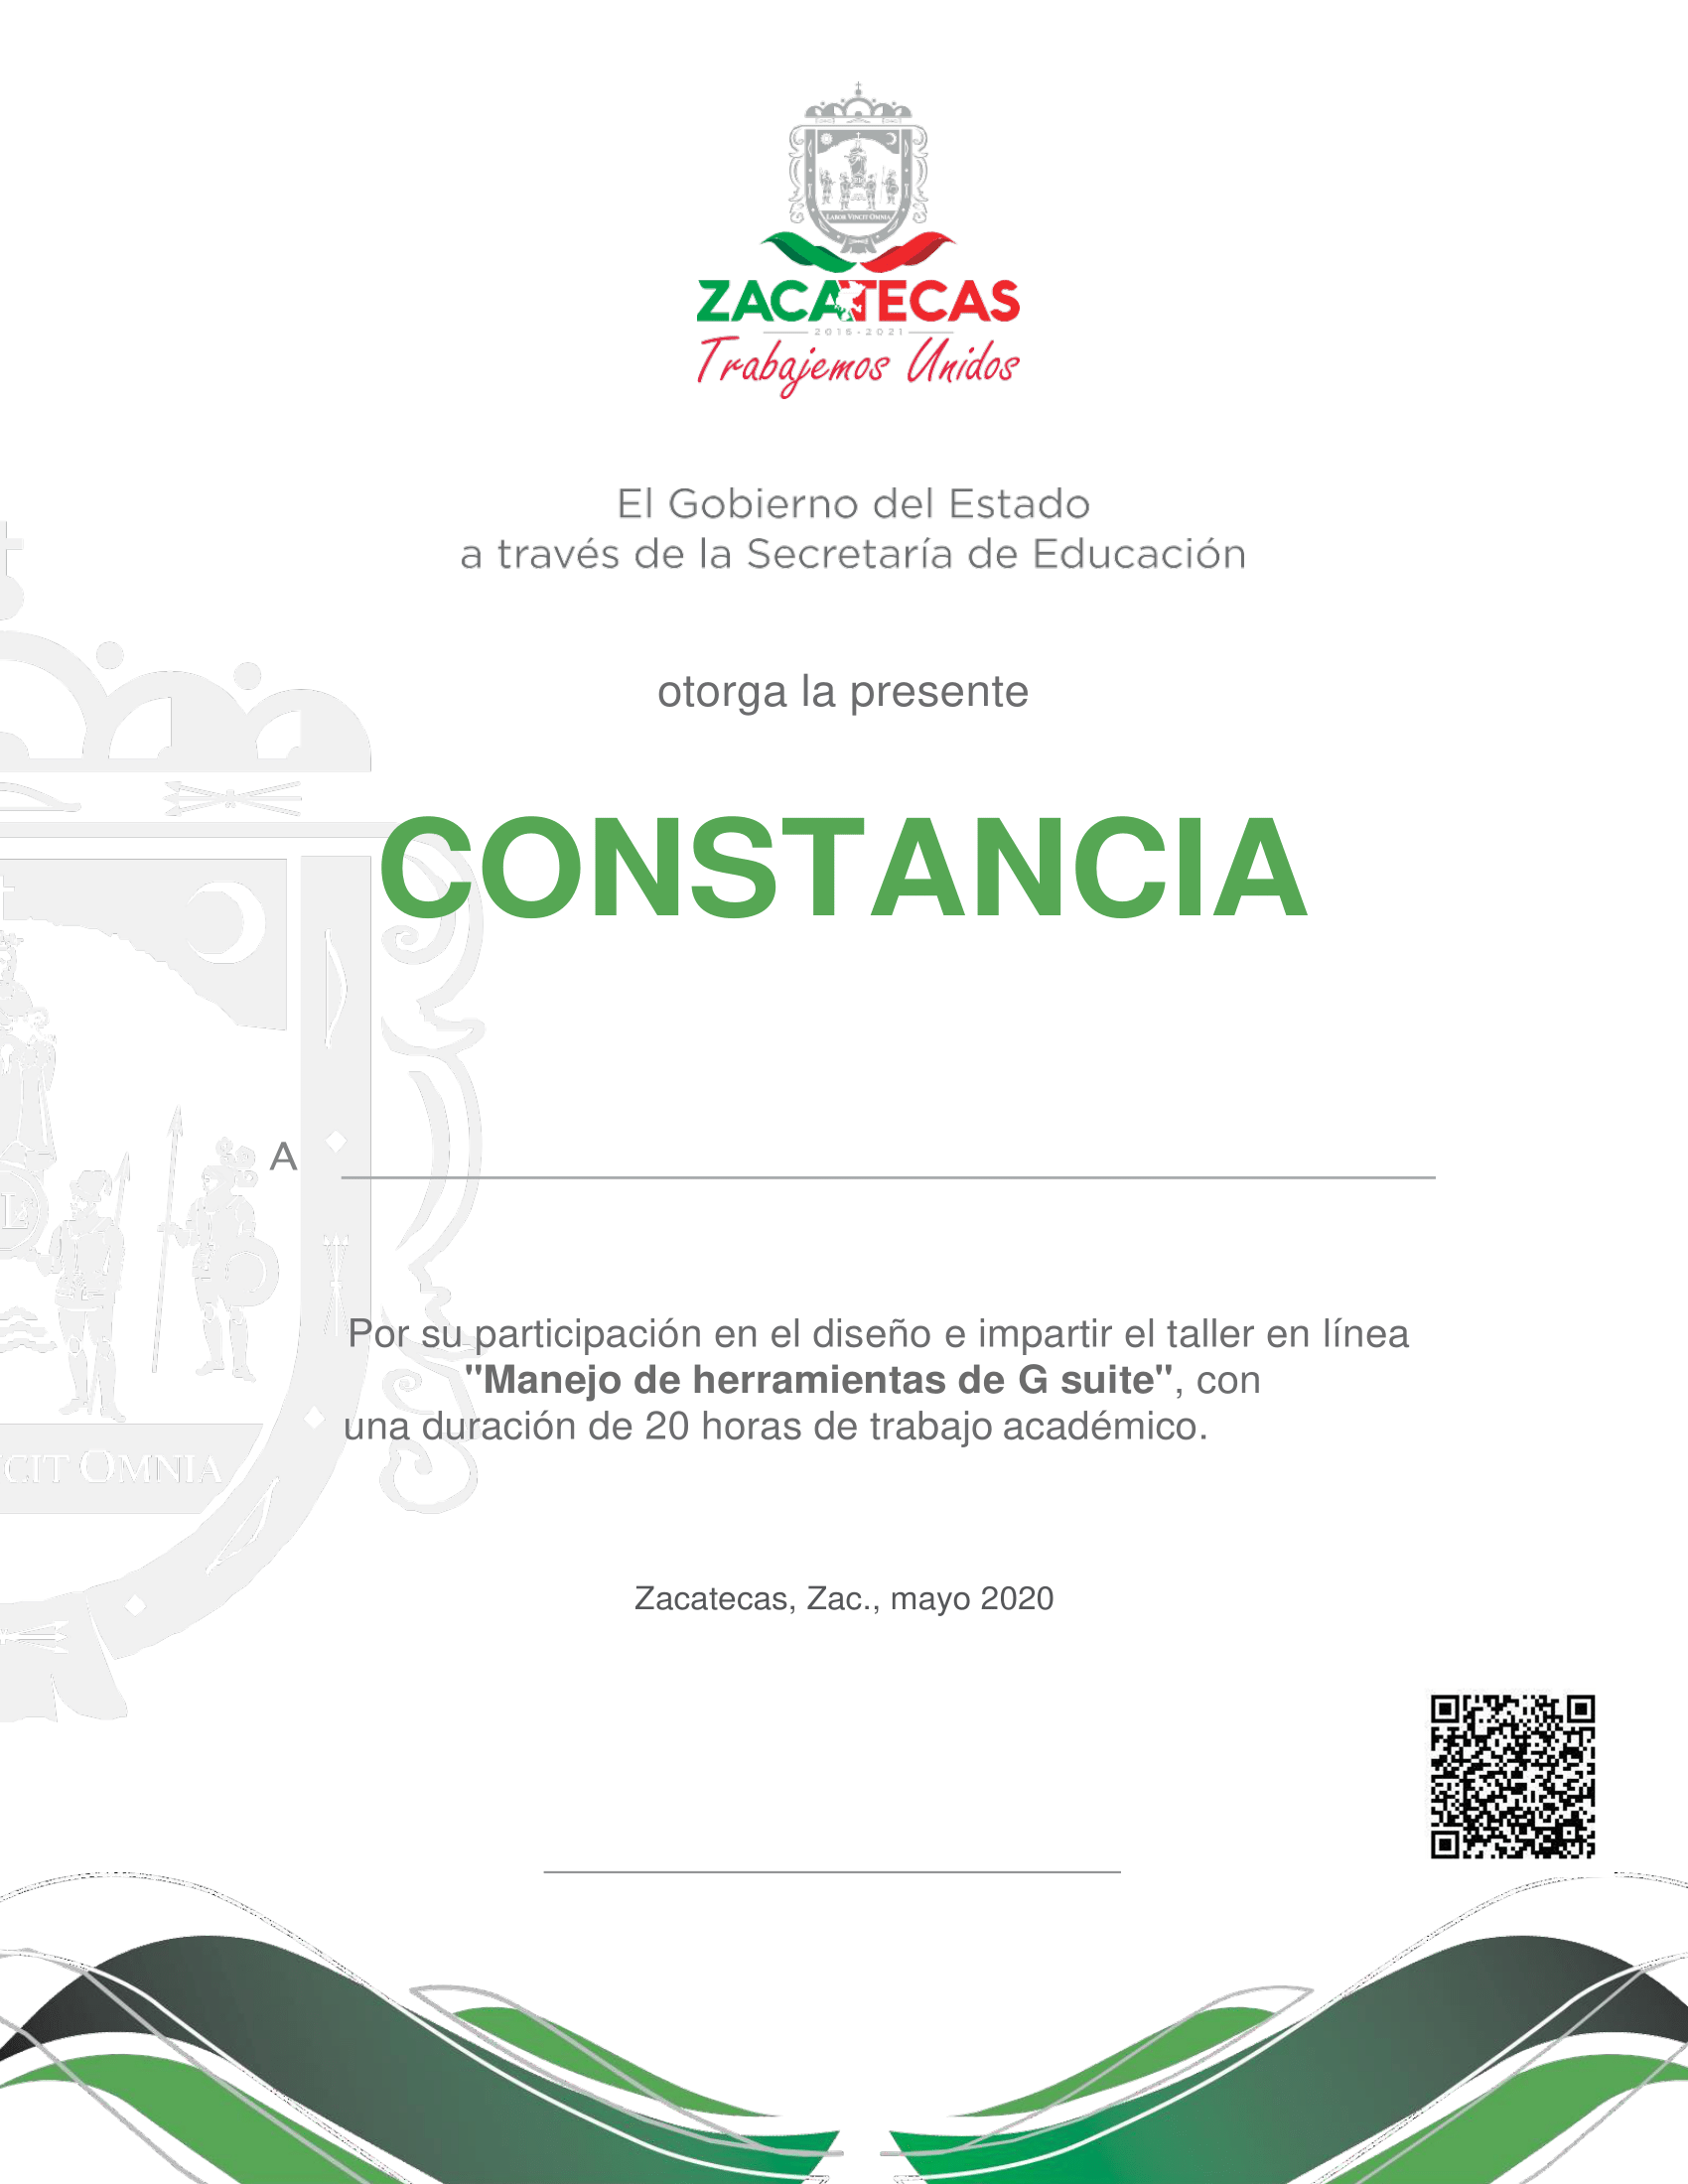 LABOR VINCIT OMNIA
ZACATECAS
2016-2021
Trabajemos Unidos
El Gobierno del Estado
a través de la Secretaría de Educación
otorga la presente
CONSTANCIA
A
Por su participación en el diseño e impartir el taller en línea
"Manejo de herramientas de G suite", con
una duración de 20 horas de trabajo académico.
CIT OMNIA
Zacatecas, Zac., mayo 2020